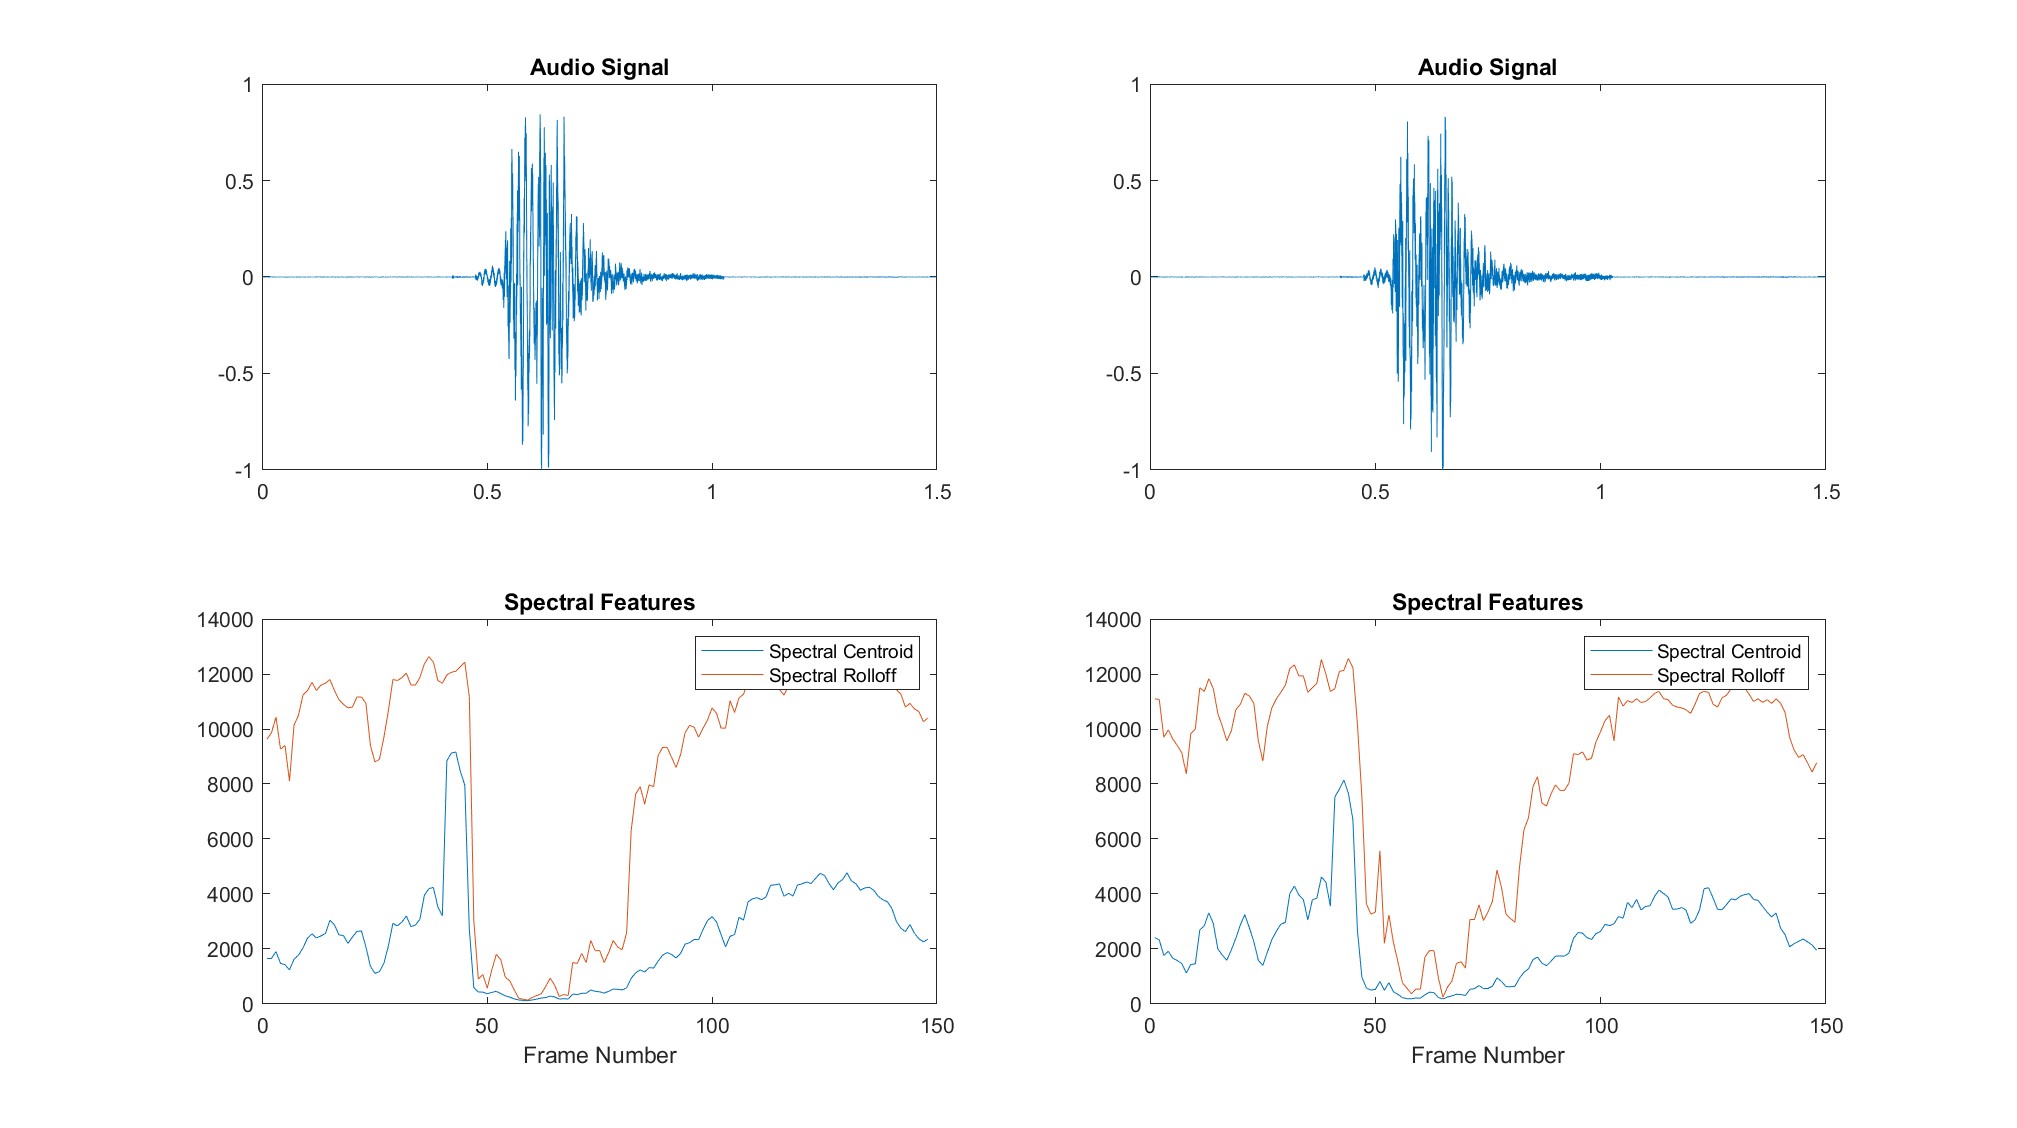 Audio Signal
1
0.5
0
-0.5
-1
0 0.5 1 1.5
Audio Signal
1
0.5
0
-0.5
-1
0 0.5 1 1.5
Spectral Features
14000
12000
10000
8000
6000
4000
2000
0
Spectral Centroid
Spectral Rolloff
0 50 100 150
Frame Number
Spectral Features
14000
12000
10000
8000
6000
4000
2000
0
Spectral Centroid
Spectral Rolloff
0 50 100 150
Frame Number